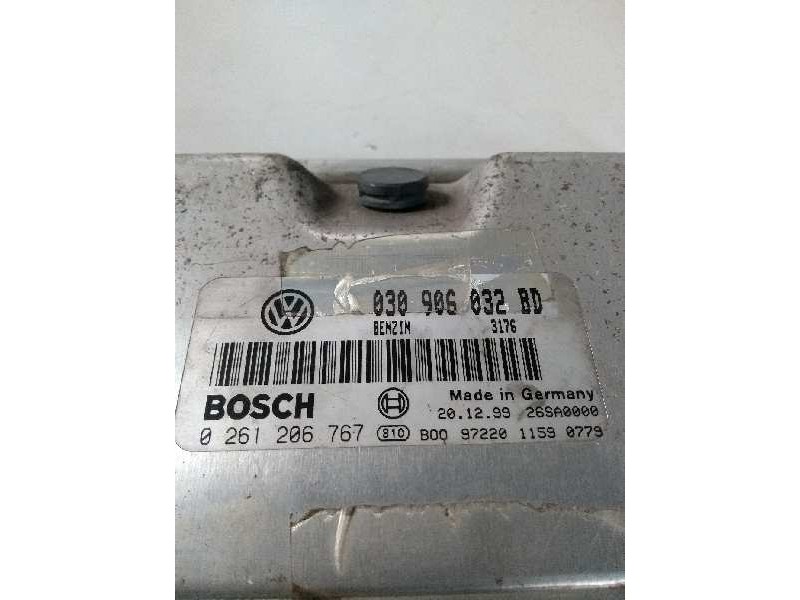 030 906 032 BD
BENZIN 3176
BOSCH
Made in Germany
20.12.99 26SA0000
0 261 206 767 810 B00 97220 1159 0779